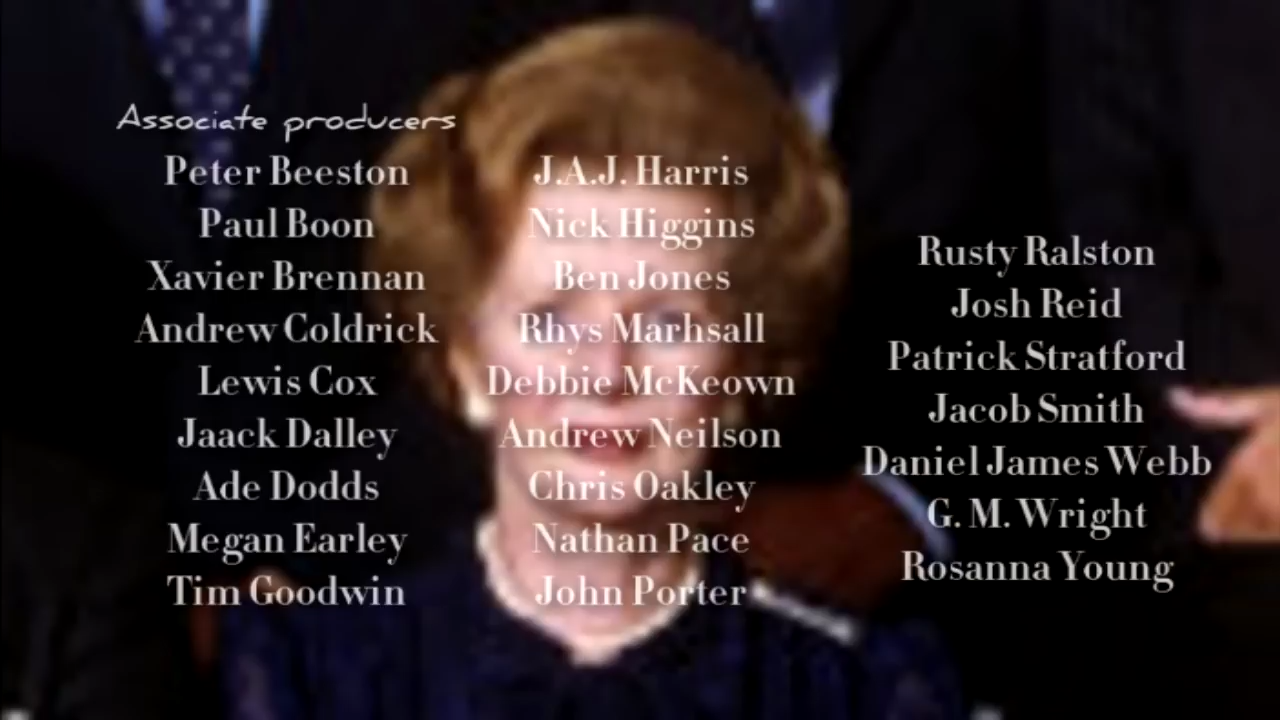 Associate producers
Peter Beeston
Paul Boon
Xavier Brennan
Andrew Coldrick
Lewis Cox
Jaack Dalley
Ade Dodds
Megan Earley
Tim Goodwin
J.A.J. Harris
Nick Higgins
Ben Jones
Rhys Marhsall
Debbie McKeown
Andrew Neilson
Chris Oakley
Nathan Pace
John Porter
Rusty Ralston
Josh Reid
Patrick Stratford
Jacob Smith
Daniel James Webb
G. M. Wright
Rosanna Young